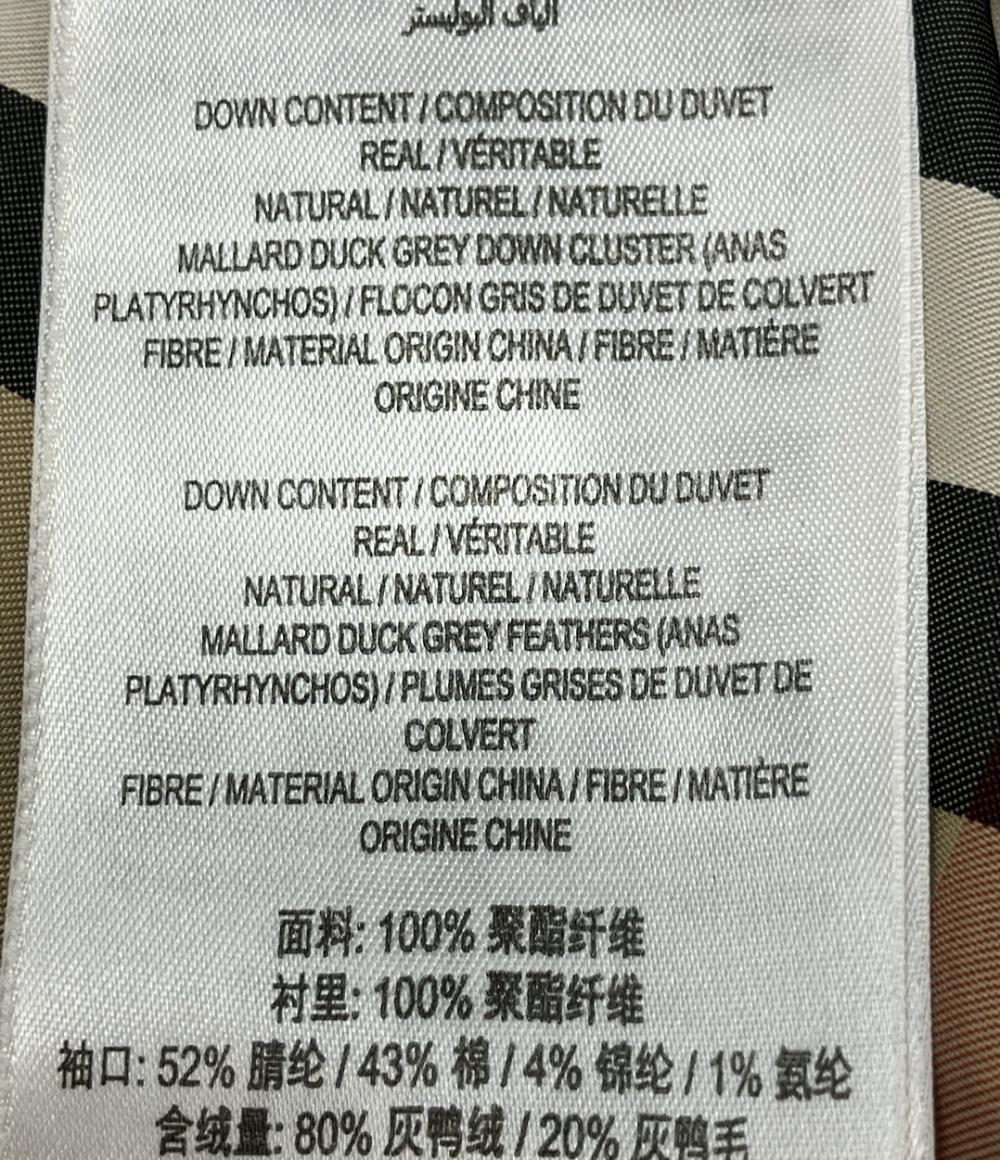 ألياف البوليستر
DOWN CONTENT / COMPOSITION DU DUVET
REAL / VÉRITABLE
NATURAL / NATUREL / NATURELLE
MALLARD DUCK GREY DOWN CLUSTER (ANAS
PLATYRHYNCHOS) / FLOCON GRIS DE DUVET DE COLVERT
FIBRE / MATERIAL ORIGIN CHINA / FIBRE / MATIÈRE
ORIGINE CHINE
DOWN CONTENT / COMPOSITION DU DUVET
REAL / VÉRITABLE
NATURAL / NATUREL / NATURELLE
MALLARD DUCK GREY FEATHERS (ANAS
PLATYRHYNCHOS) / PLUMES GRISES DE DUVET DE
COLVERT
FIBRE / MATERIAL ORIGIN CHINA / FIBRE / MATIÈRE
ORIGINE CHINE
面料: 100% 聚酯纤维
衬里: 100% 聚酯纤维
袖口: 52% 腈纶 / 43% 棉 / 4% 锦纶 / 1% 氨纶
含绒量: 80% 灰鸭绒 / 20% 灰鸭毛